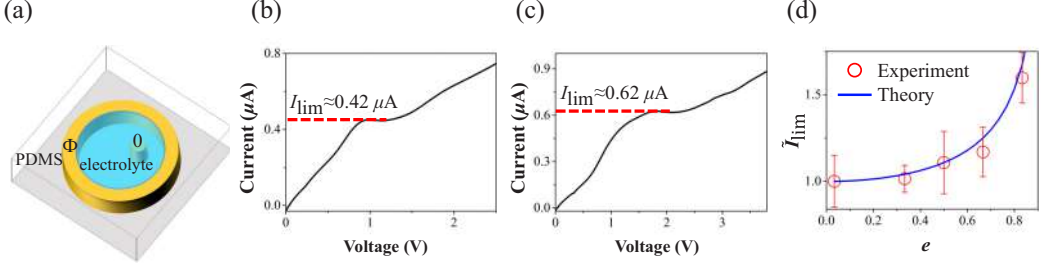 (a)
PDMS
Φ
0
electrolyte
(b)
Current (μA)
0.8
0.4
0.0
I_lim≈0.42 μA
0
1
2
Voltage (V)
(c)
Current (μA)
0.9
0.6
0.3
0.0
I_lim≈0.62 μA
0
1
2
3
Voltage (V)
(d)
Ĩ_lim
1.5
1.0
Experiment
Theory
0.0
0.2
0.4
0.6
0.8
e